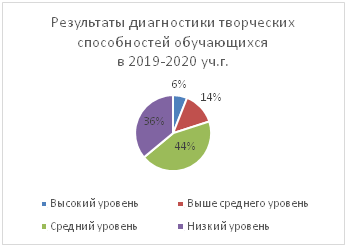 Результаты диагностики творческих
способностей обучающихся
в 2019-2020 уч.г.
6%
14%
36%
44%
Высокий уровень
Выше среднего уровень
Средний уровень
Низкий уровень